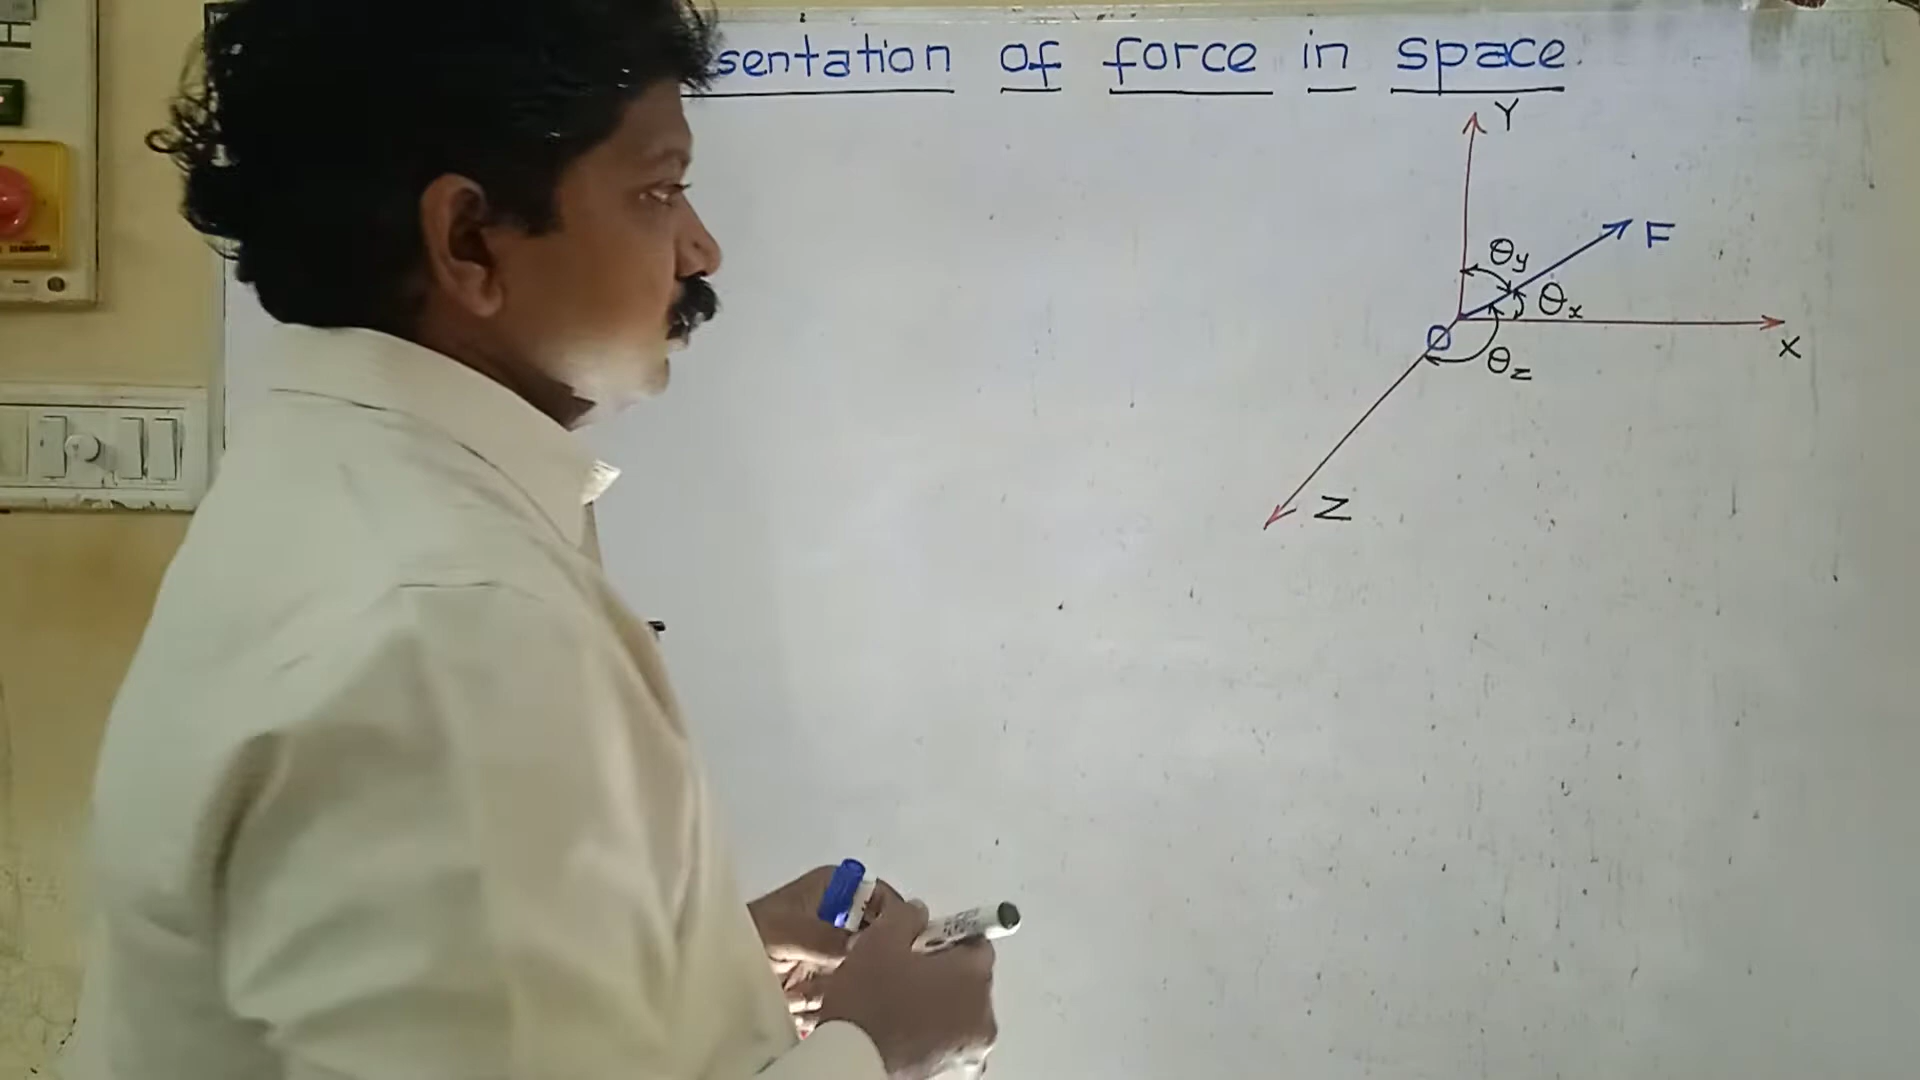 sentation of force in space.
Y
F
θy
θx
O
X
θz
Z